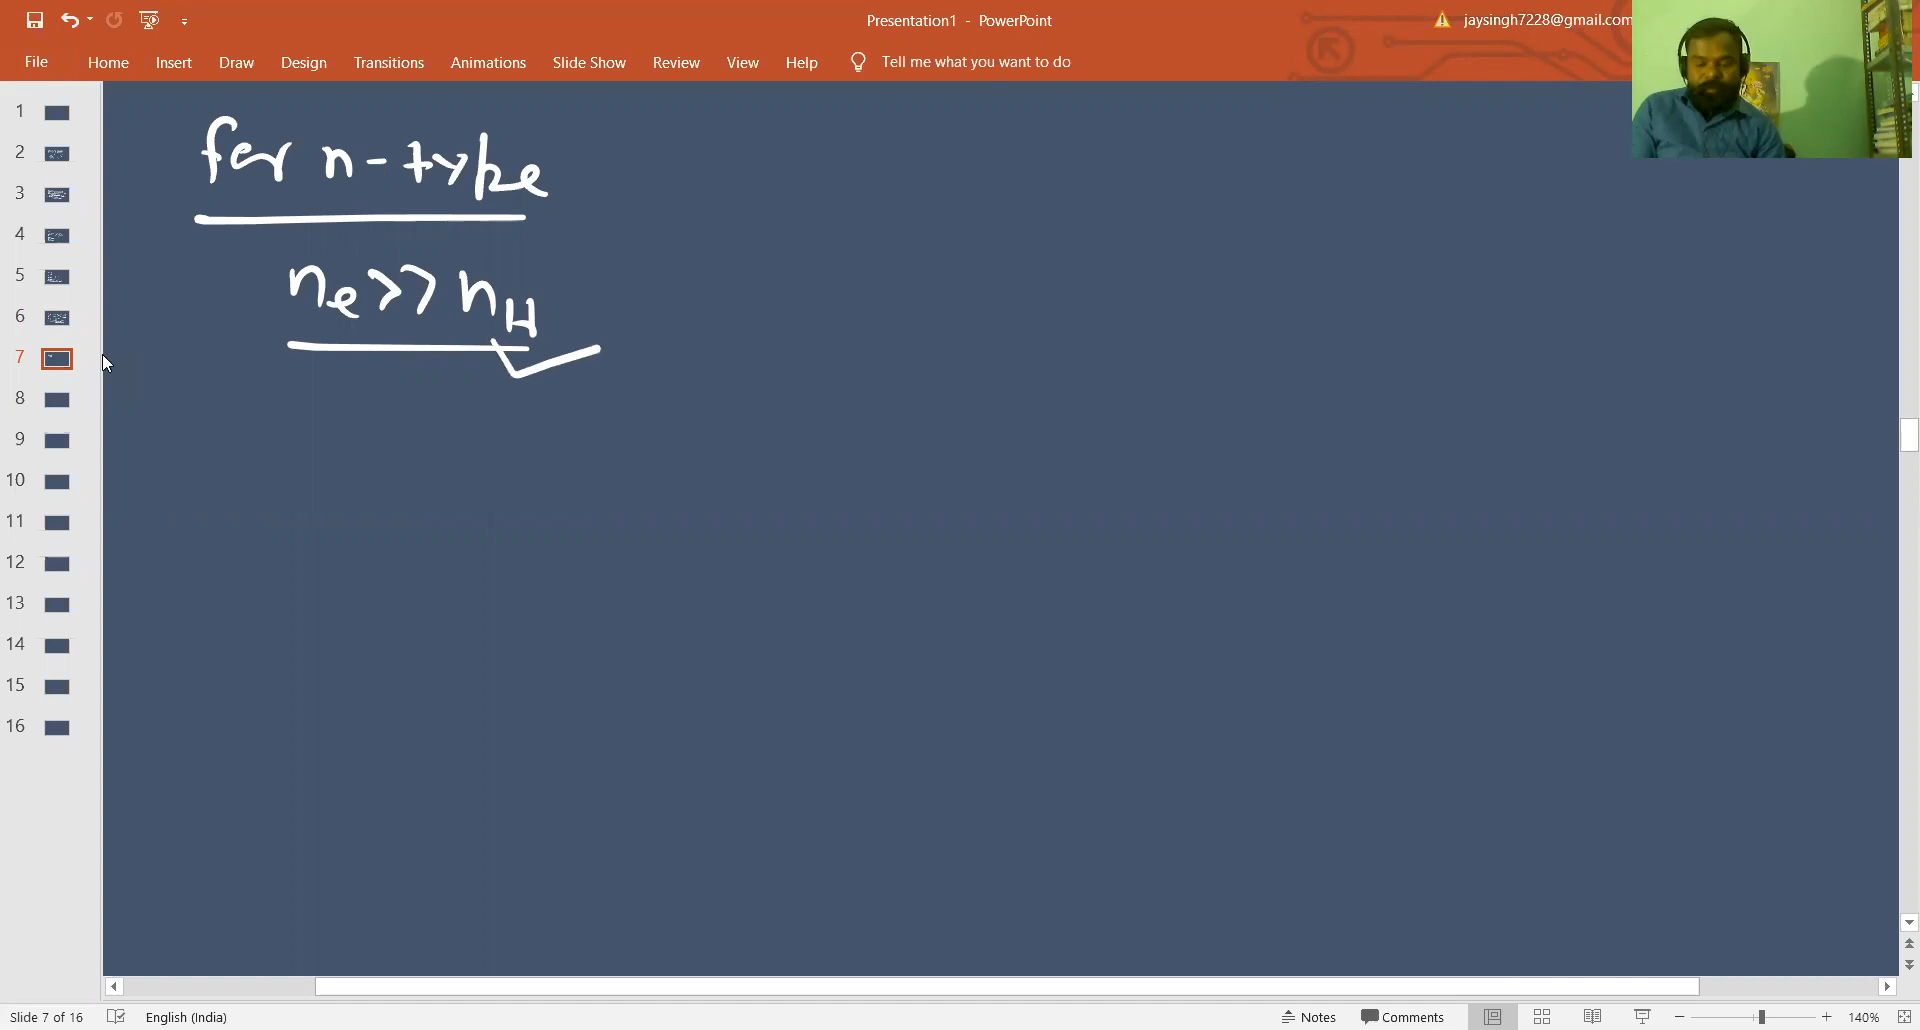 Presentation1 - PowerPoint
jaysingh7228@gmail.com
File Home Insert Draw Design Transitions Animations Slide Show Review View Help Tell me what you want to do
1
2
3
4
5
6
7
8
9
10
11
12
13
14
15
16
for n-type
ne >> nH
Slide 7 of 16 English (India) Notes Comments 140%